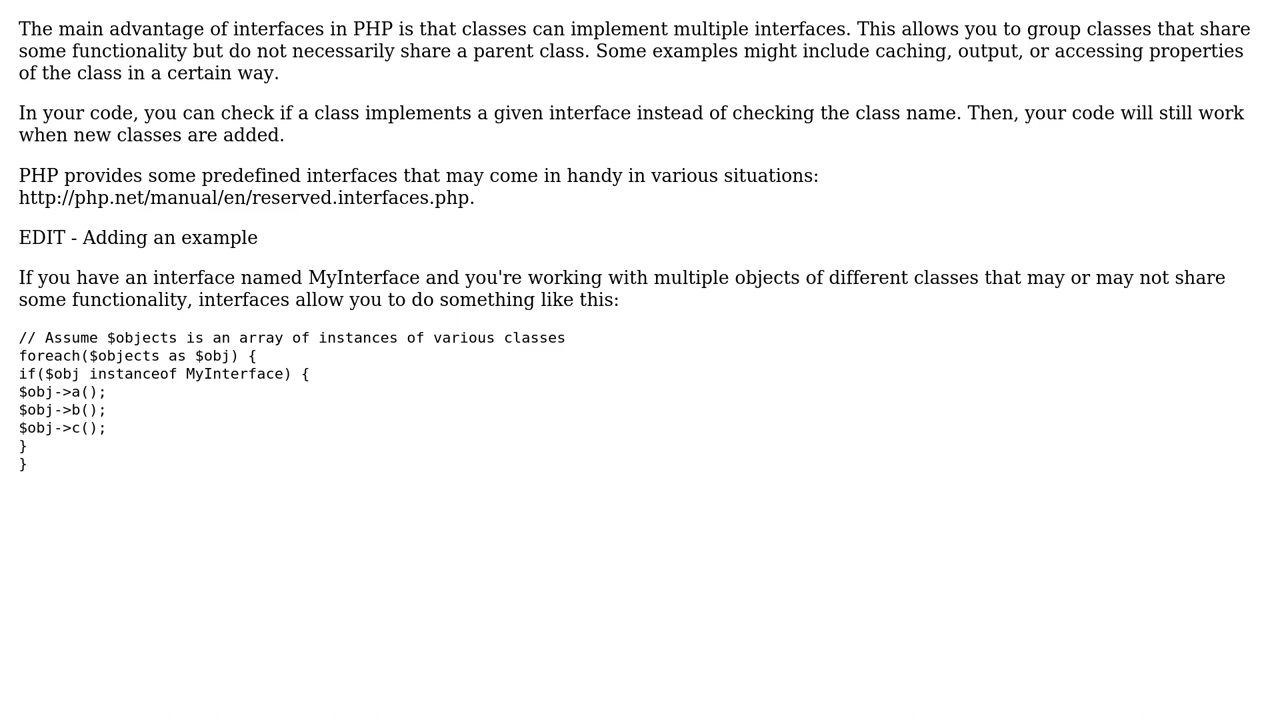 The main advantage of interfaces in PHP is that classes can implement multiple interfaces. This allows you to group classes that share
some functionality but do not necessarily share a parent class. Some examples might include caching, output, or accessing properties
of the class in a certain way.
In your code, you can check if a class implements a given interface instead of checking the class name. Then, your code will still work
when new classes are added.
PHP provides some predefined interfaces that may come in handy in various situations:
http://php.net/manual/en/reserved.interfaces.php.
EDIT - Adding an example
If you have an interface named MyInterface and you're working with multiple objects of different classes that may or may not share
some functionality, interfaces allow you to do something like this:
// Assume $objects is an array of instances of various classes
foreach($objects as $obj) {
if($obj instanceof MyInterface) {
$obj->a();
$obj->b();
$obj->c();
}
}